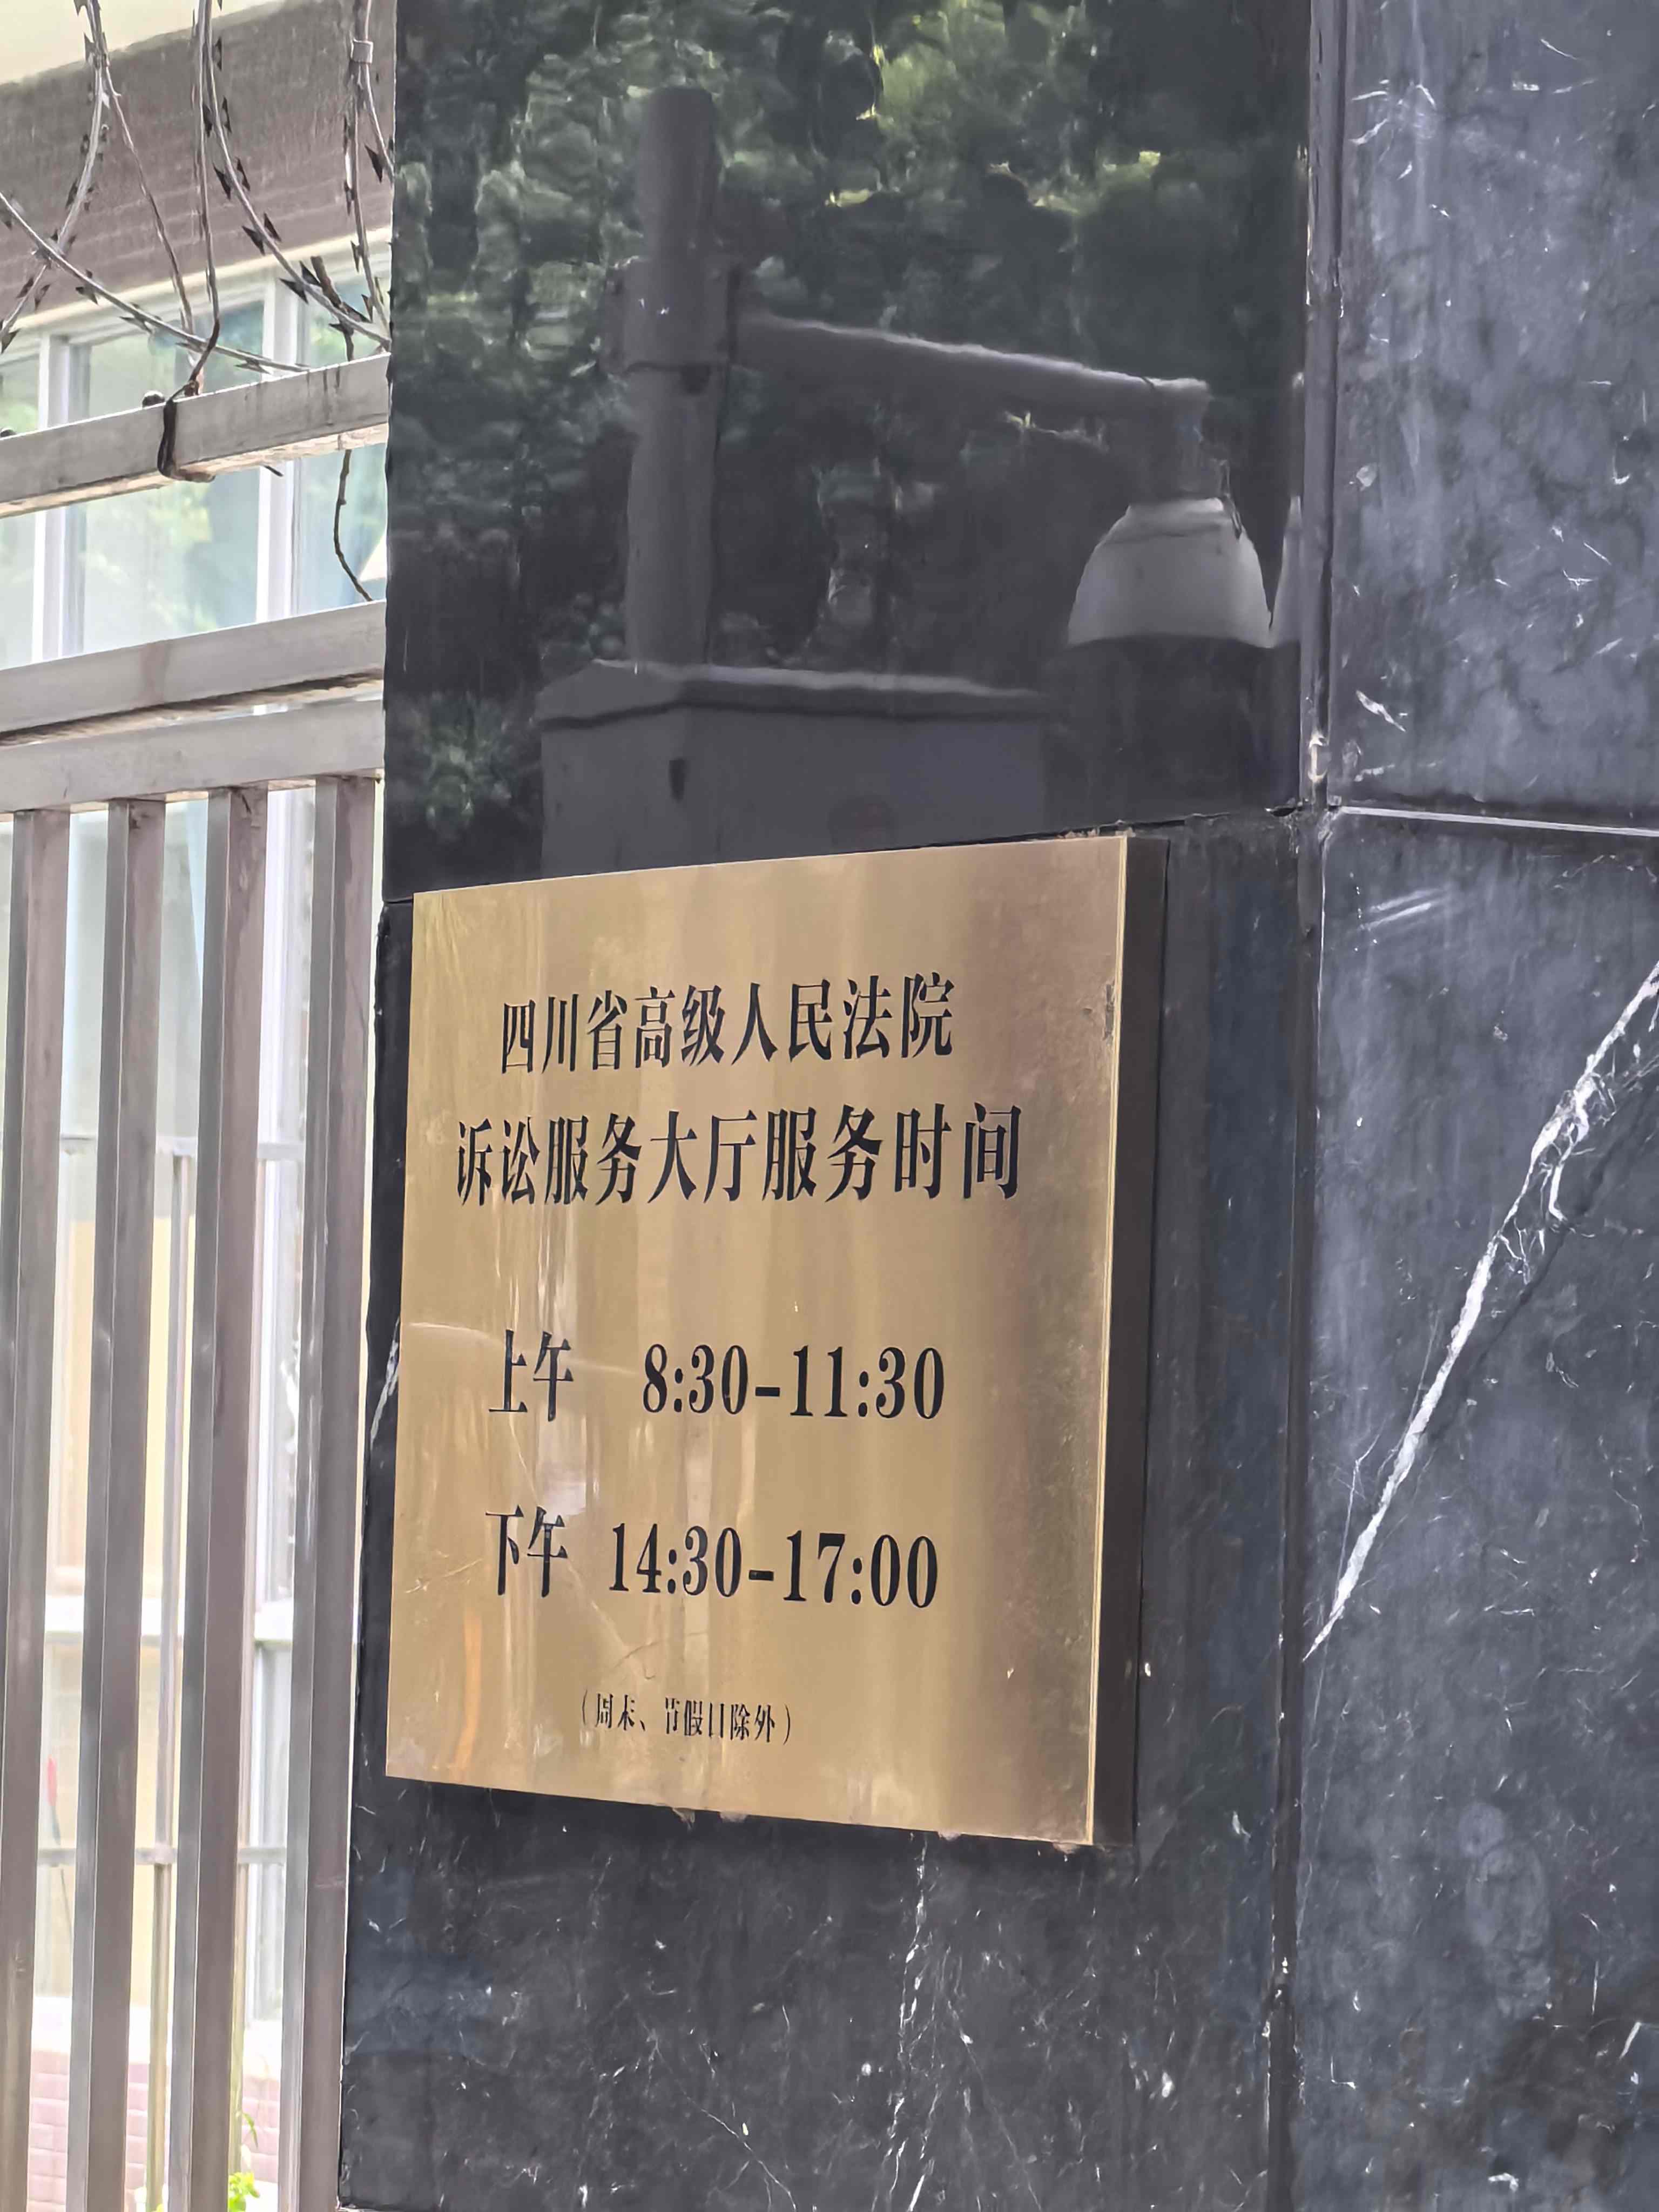 四川省高级人民法院
诉讼服务大厅服务时间
上午 8:30-11:30
下午 14:30-17:00
（周末、节假日除外）